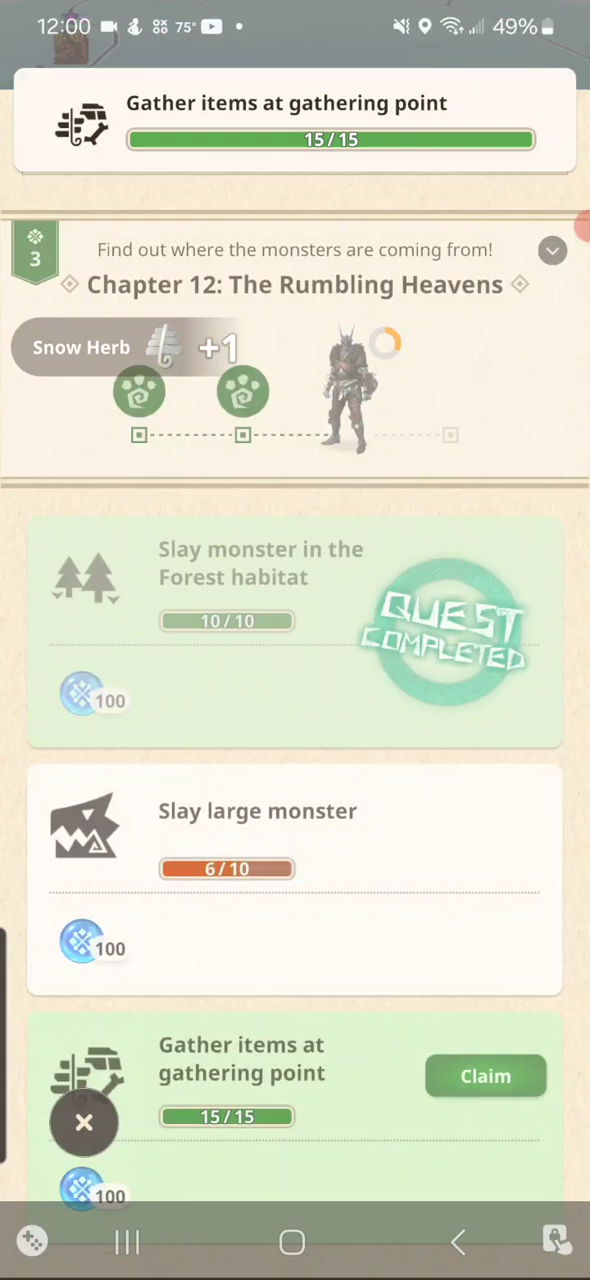 12:00 75° 49%
Gather items at gathering point
15/15
3
Find out where the monsters are coming from!
Chapter 12: The Rumbling Heavens
Snow Herb +1
Slay monster in the
Forest habitat
10/10
QUEST
COMPLETED
100
Slay large monster
6/10
100
Gather items at
gathering point
Claim
15/15
100